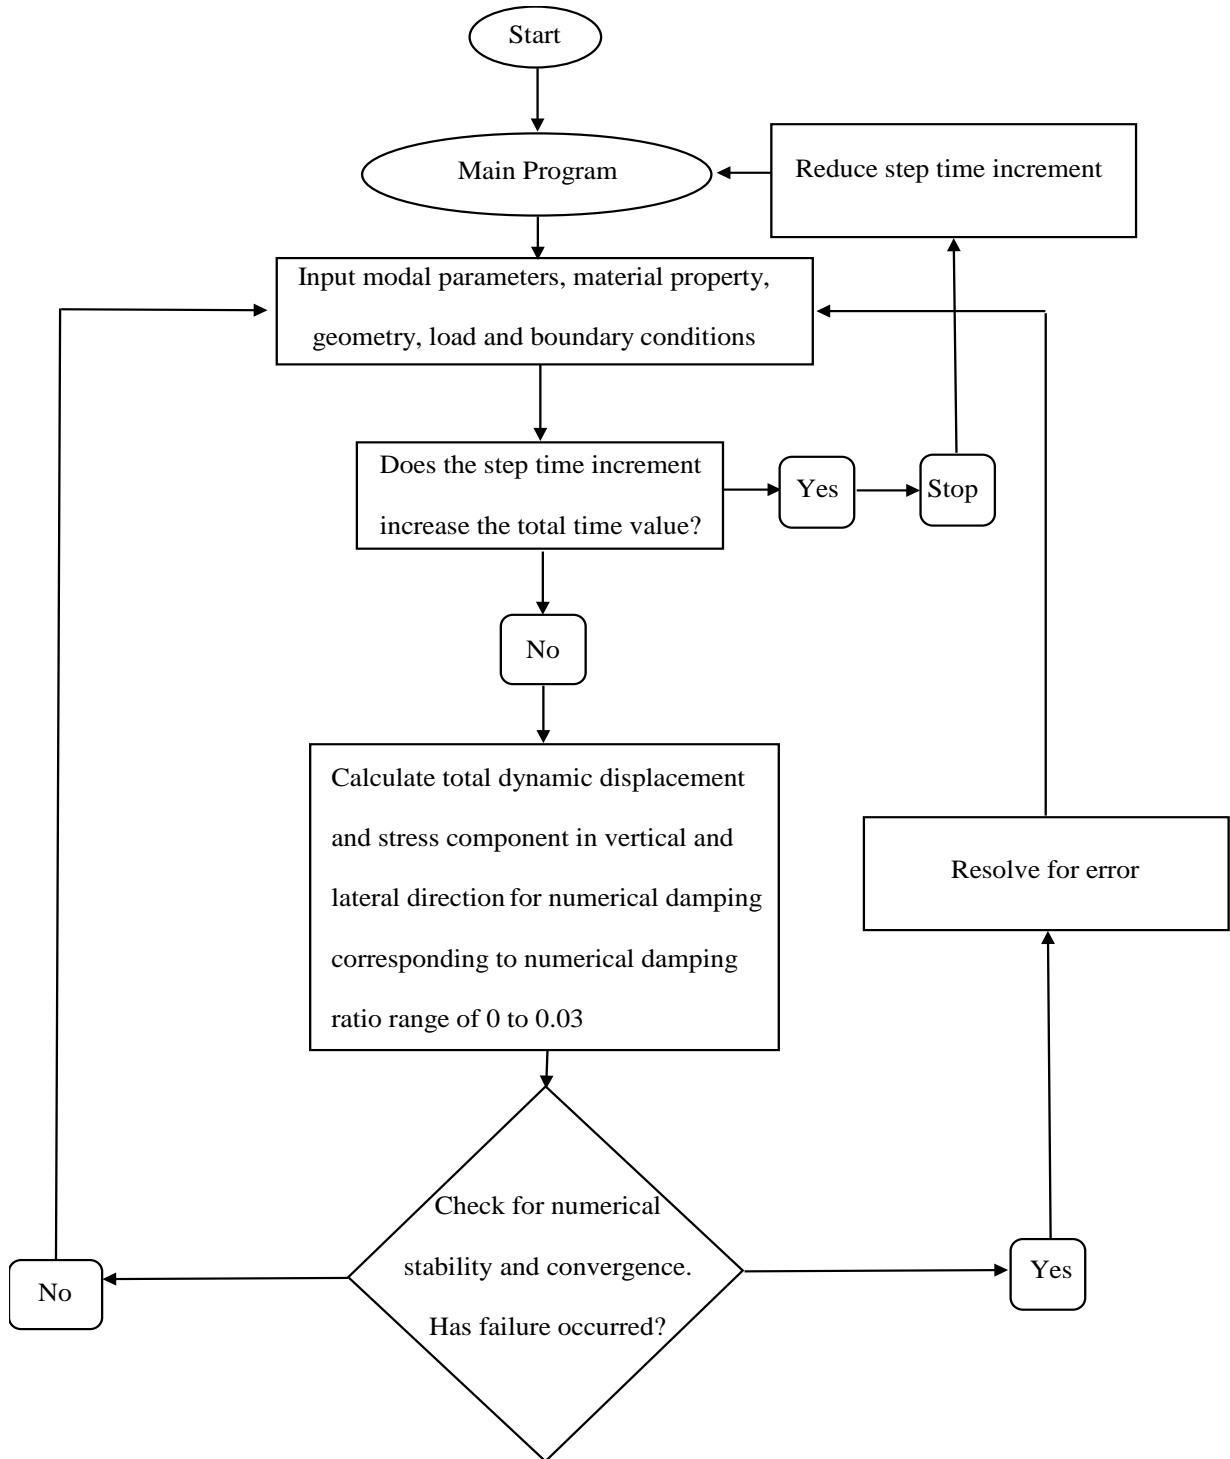 Start
Main Program
Reduce step time increment
Input modal parameters, material property,
geometry, load and boundary conditions
Does the step time increment
increase the total time value?
Yes
Stop
No
Calculate total dynamic displacement
and stress component in vertical and
lateral direction for numerical damping
corresponding to numerical damping
ratio range of 0 to 0.03
Resolve for error
Check for numerical
stability and convergence.
Has failure occurred?
No
Yes